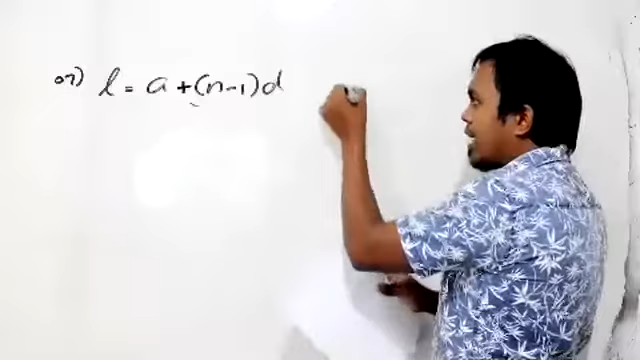 07) l = a + (n-1)d